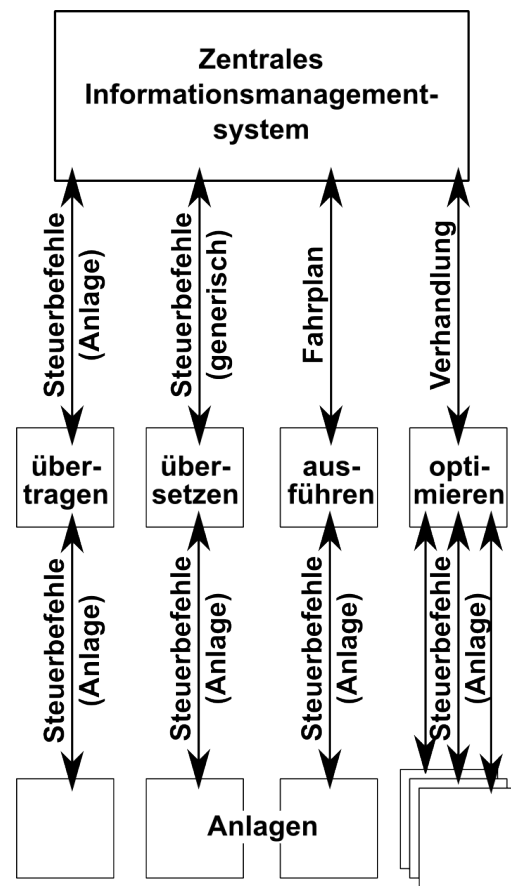 Zentrales
Informationsmanagement-
system
Steuerbefehle
(Anlage)
Steuerbefehle
(generisch)
Fahrplan
Verhandlung
über-
tragen
über-
setzen
aus-
führen
opti-
mieren
Steuerbefehle
(Anlage)
Steuerbefehle
(Anlage)
Steuerbefehle
(Anlage)
Steuerbefehle
(Anlage)
Anlagen